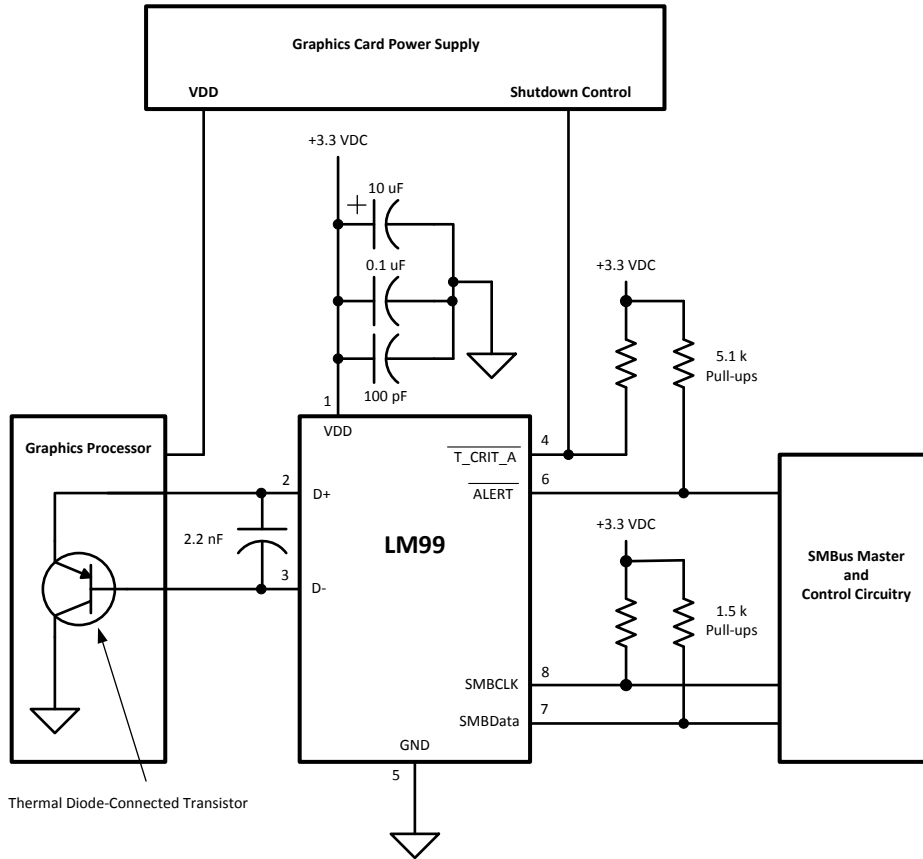 Graphics Card Power Supply
VDD
Shutdown Control
+3.3 VDC
10 uF
0.1 uF
100 pF
+3.3 VDC
5.1 k
Pull-ups
1
VDD
Graphics Processor
4
T_CRIT_A
6
ALERT
2
D+
2.2 nF
LM99
3
D-
+3.3 VDC
1.5 k
Pull-ups
SMBus Master
and
Control Circuitry
8
SMBCLK
7
SMBData
GND
5
Thermal Diode-Connected Transistor